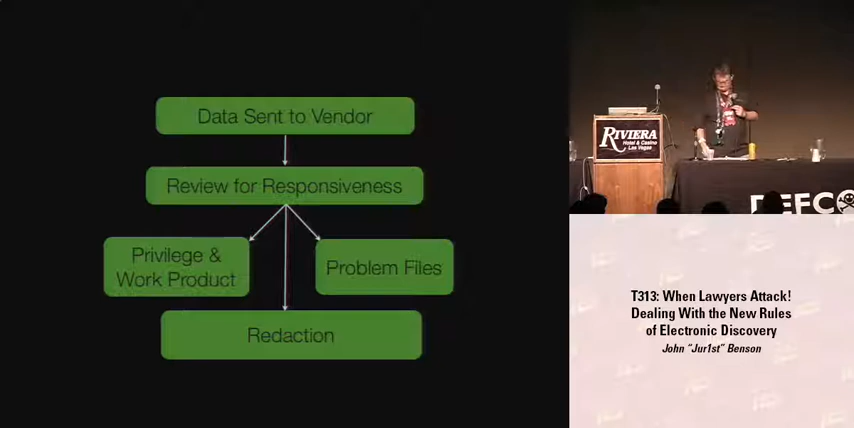 Data Sent to Vendor
Review for Responsiveness
Privilege &
Work Product
Problem Files
Redaction
RIVIERA
Hotel & Casino
Las Vegas
DEFCO
T313: When Lawyers Attack!
Dealing With the New Rules
of Electronic Discovery
John "Jur1st" Benson